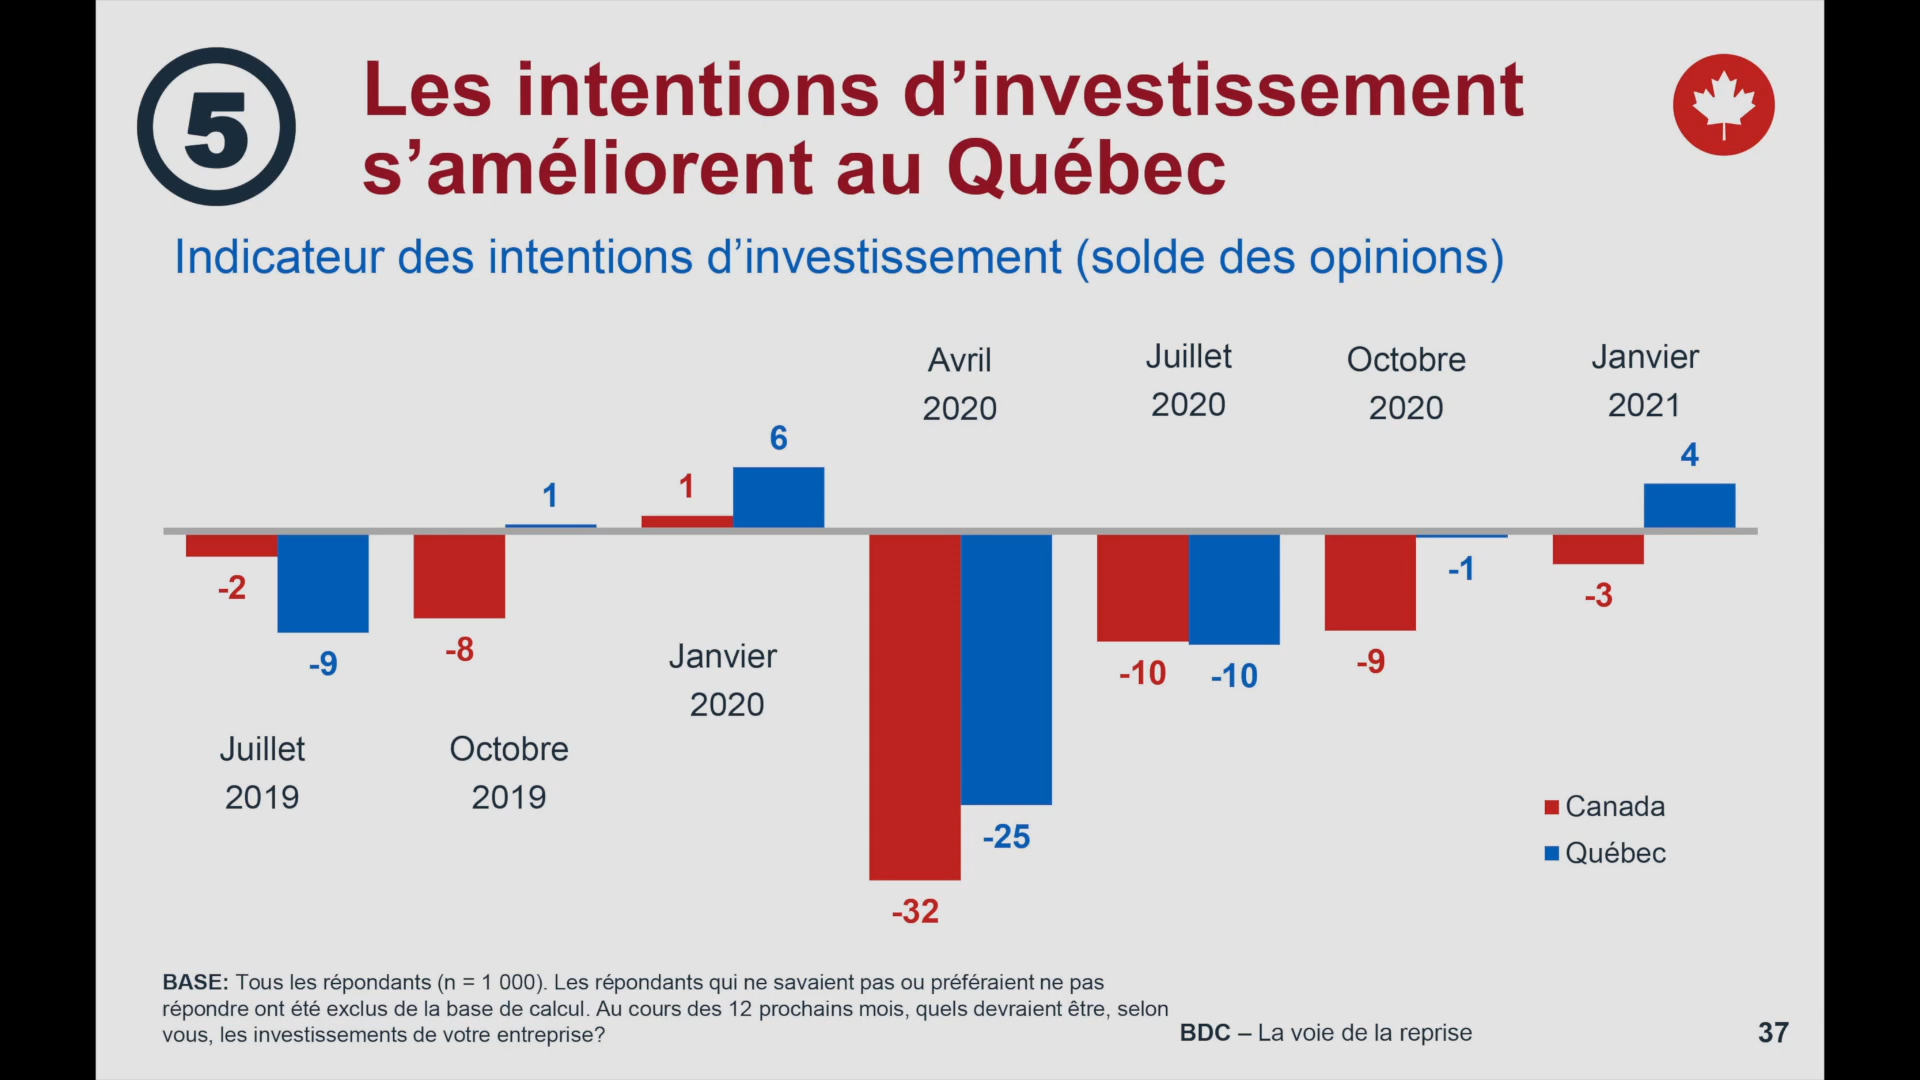 5
Les intentions d’investissement
s’améliorent au Québec
Indicateur des intentions d’investissement (solde des opinions)
Avril
2020
Juillet
2020
Octobre
2020
Janvier
2021
6
4
1
1
-2
-9
-8
-1
-3
-10
-10
-9
Janvier
2020
Juillet
2019
Octobre
2019
-25
-32
Canada
Québec
BASE: Tous les répondants (n = 1 000). Les répondants qui ne savaient pas ou préféraient ne pas
répondre ont été exclus de la base de calcul. Au cours des 12 prochains mois, quels devraient être, selon
vous, les investissements de votre entreprise?
BDC – La voie de la reprise
37